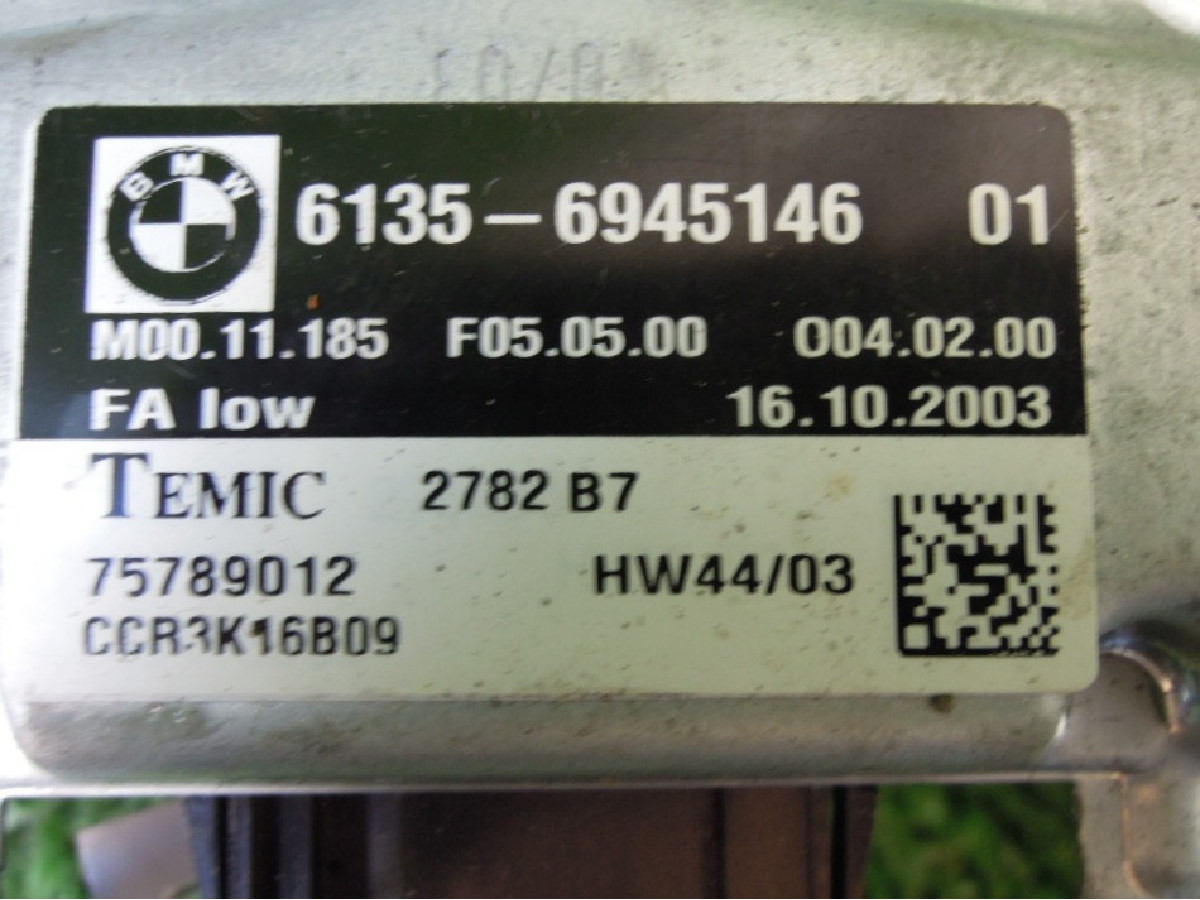 BMW
6135-6945146 01
M00.11.185 F05.05.00 O04.02.00
FA low 16.10.2003
TEMIC 2782 B7
75789012 HW44/03
CCR3K16B09